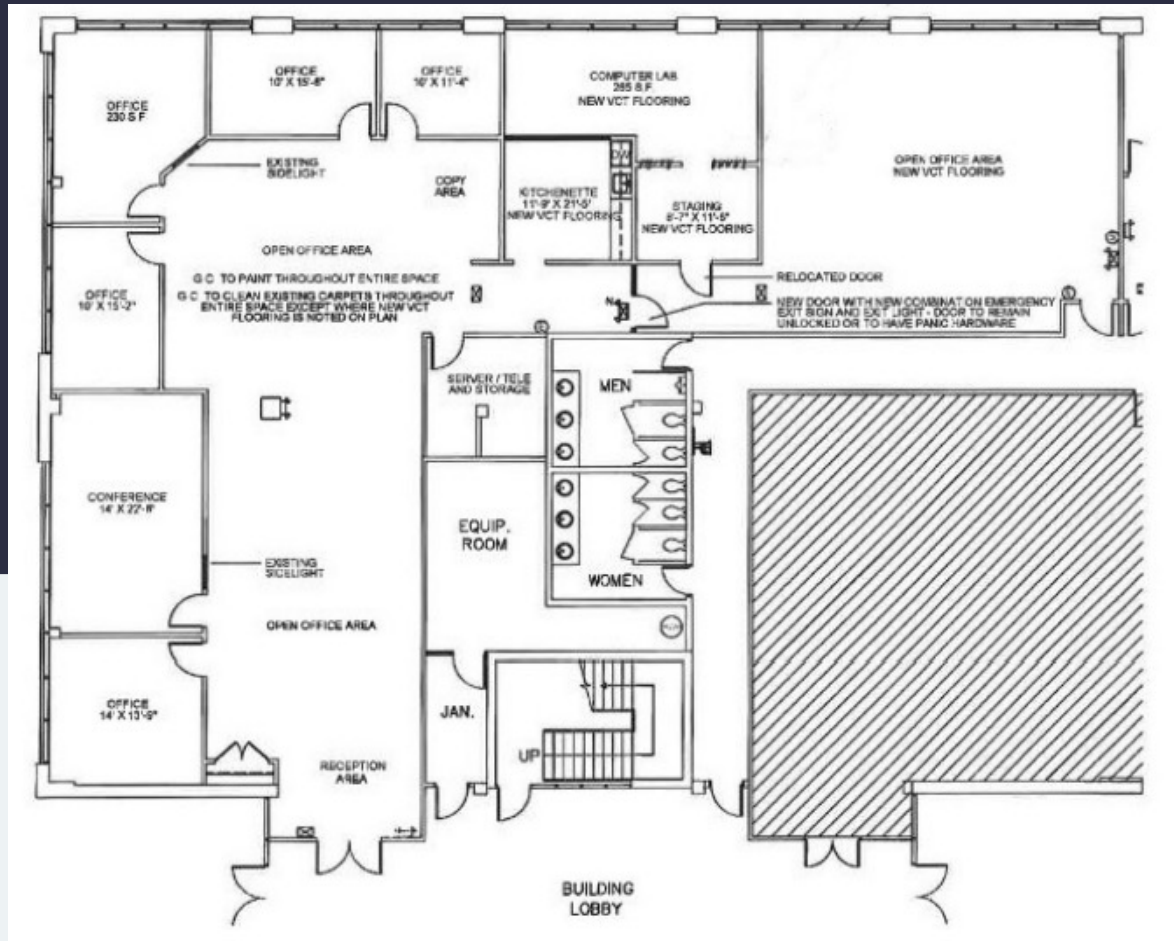 OFFICE
10' X 15'-8"
OFFICE
10' X 11'-4"
COMPUTER LAB
265 S.F.
NEW VCT FLOORING
OFFICE
230 S F
EXISTING
SIDELIGHT
COPY
AREA
KITCHENETTE
11'-9" X 21'-5"
NEW VCT FLOORING
DW
STAGING
8'-7" X 11'-5"
NEW VCT FLOORING
OPEN OFFICE AREA
NEW VCT FLOORING
OPEN OFFICE AREA
G C TO PAINT THROUGHOUT ENTIRE SPACE
G C TO CLEAN EXISTING CARPETS THROUGHOUT
ENTIRE SPACE EXCEPT WHERE NEW VCT
FLOORING IS NOTED ON PLAN
OFFICE
10' X 15'-2"
RELOCATED DOOR
NEW DOOR WITH NEW COMBINATION EMERGENCY
EXIT SIGN AND EXIT LIGHT - DOOR TO REMAIN
UNLOCKED OR TO HAVE PANIC HARDWARE
SERVER / TELE
AND STORAGE
MEN
CONFERENCE
14' X 22'-8"
EQUIP.
ROOM
EXISTING
SIDELIGHT
WOMEN
OPEN OFFICE AREA
OFFICE
14' X 13'-9"
JAN.
UP
RECEPTION
AREA
BUILDING
LOBBY